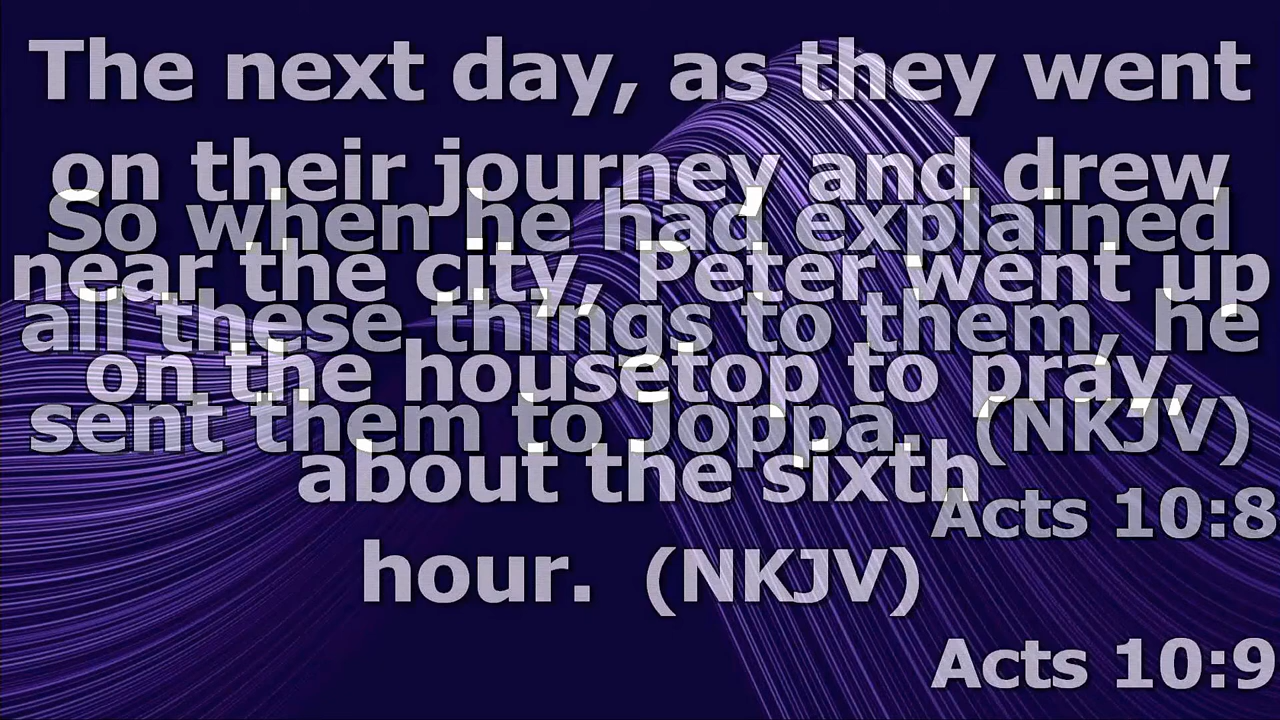 The next day, as they went
on their journey and drew
near the city, Peter went up
on the housetop to pray,
about the sixth
hour. (NKJV)
Acts 10:9
So when he had explained
all these things to them, he
sent them to Joppa. (NKJV)
Acts 10:8